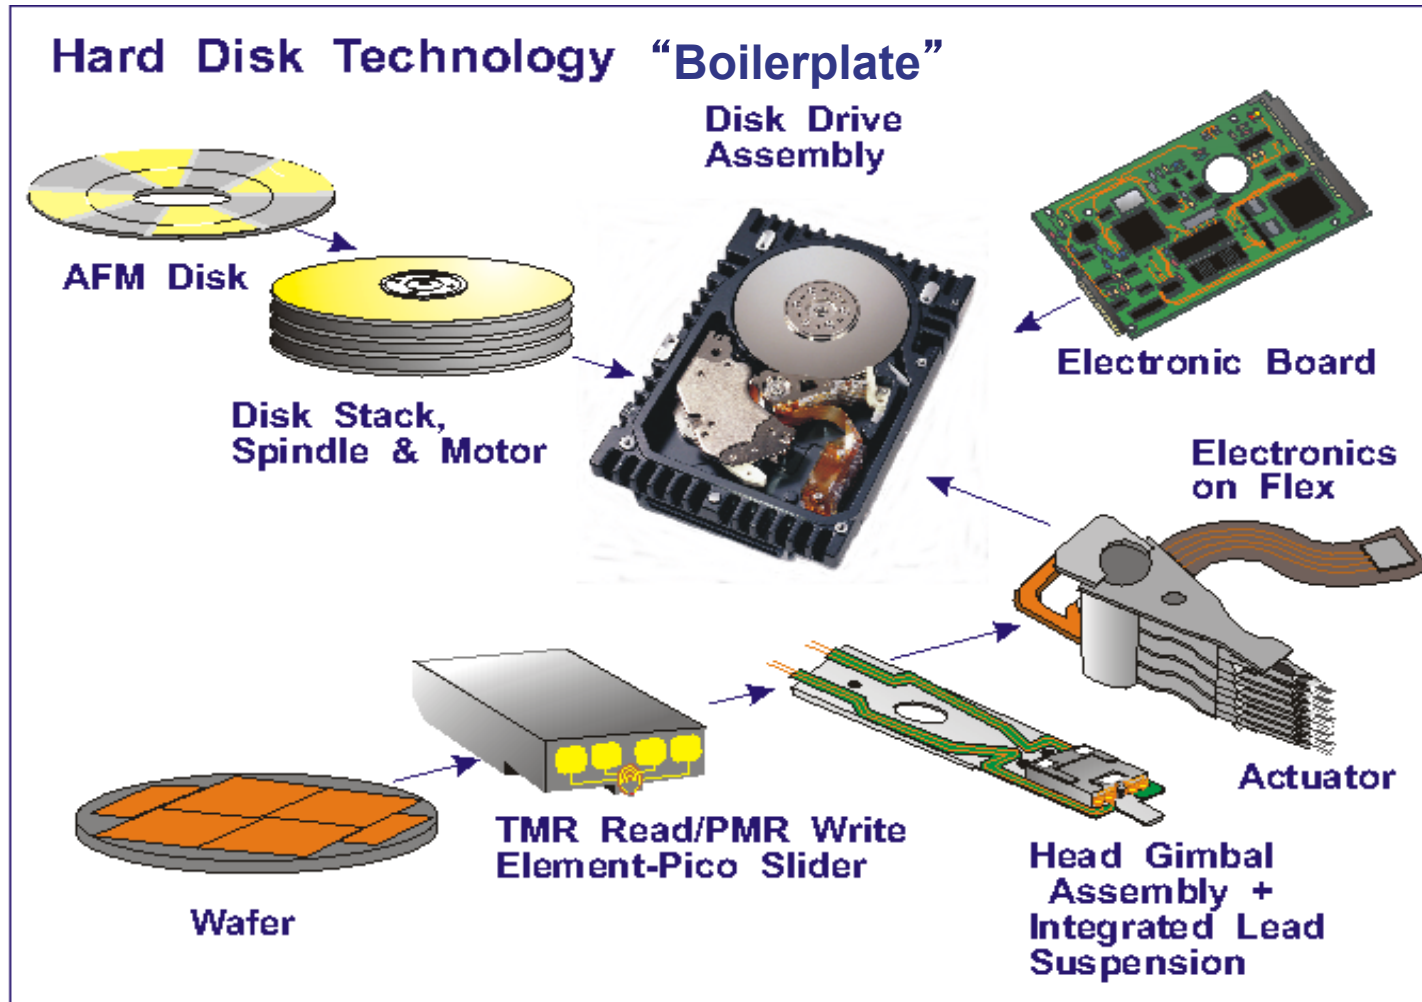 Hard Disk Technology “Boilerplate”
Disk Drive
Assembly
AFM Disk
Disk Stack,
Spindle & Motor
Electronic Board
Electronics
on Flex
Actuator
Head Gimbal
Assembly +
Integrated Lead
Suspension
TMR Read/PMR Write
Element-Pico Slider
Wafer